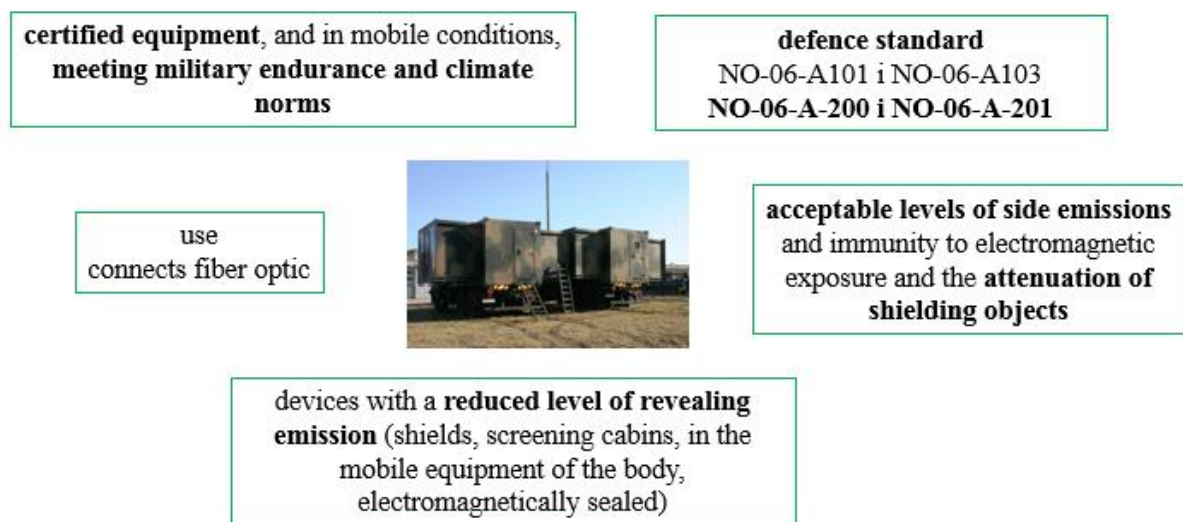 certified equipment, and in mobile conditions,
meeting military endurance and climate
norms
defence standard
NO-06-A101 i NO-06-A103
NO-06-A-200 i NO-06-A-201
use
connects fiber optic
acceptable levels of side emissions
and immunity to electromagnetic
exposure and the attenuation of
shielding objects
devices with a reduced level of revealing
emission (shields, screening cabins, in the
mobile equipment of the body,
electromagnetically sealed)